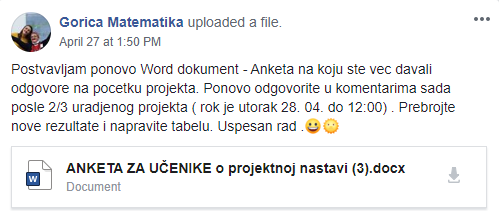 Gorica Matematika uploaded a file.
April 27 at 1:50 PM
Postvavljam ponovo Word dokument - Anketa na koju ste vec davali
odgovore na pocetku projekta. Ponovo odgovorite u komentarima sada
posle 2/3 uradjenog projekta ( rok je utorak 28. 04. do 12:00) . Prebrojte
nove rezultate i napravite tabelu. Uspesan rad .😀🌝
W
ANKETA ZA UČENIKE o projektnoj nastavi (3).docx
Document